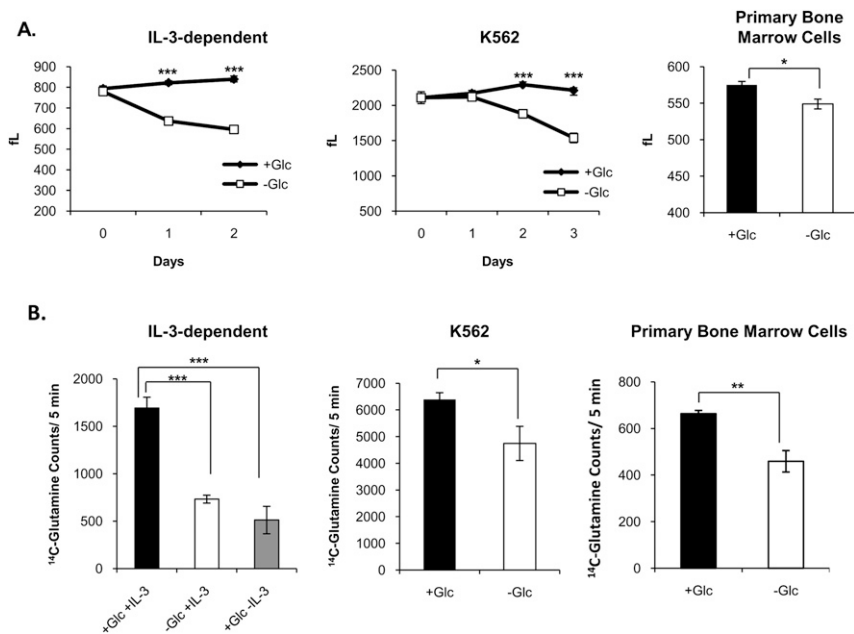 A.
IL-3-dependent
***
***
900
800
700
600
500
400
300
200
fL
+Glc
-Glc
0
1
2
Days
K562
***
***
2500
2000
1500
1000
500
fL
+Glc
-Glc
0
1
2
3
Days
Primary Bone
Marrow Cells
*
600
550
500
450
400
fL
+Glc
-Glc
B.
IL-3-dependent
***
***
2000
1500
1000
500
0
¹⁴C-Glutamine Counts/ 5 min
+Glc +IL-3
-Glc +IL-3
+Glc -IL-3
K562
*
7000
6000
5000
4000
3000
2000
1000
0
¹⁴C-Glutamine Counts/ 5 min
+Glc
-Glc
Primary Bone Marrow Cells
**
800
600
400
200
0
¹⁴C-Glutamine Counts/ 5 min
+Glc
-Glc